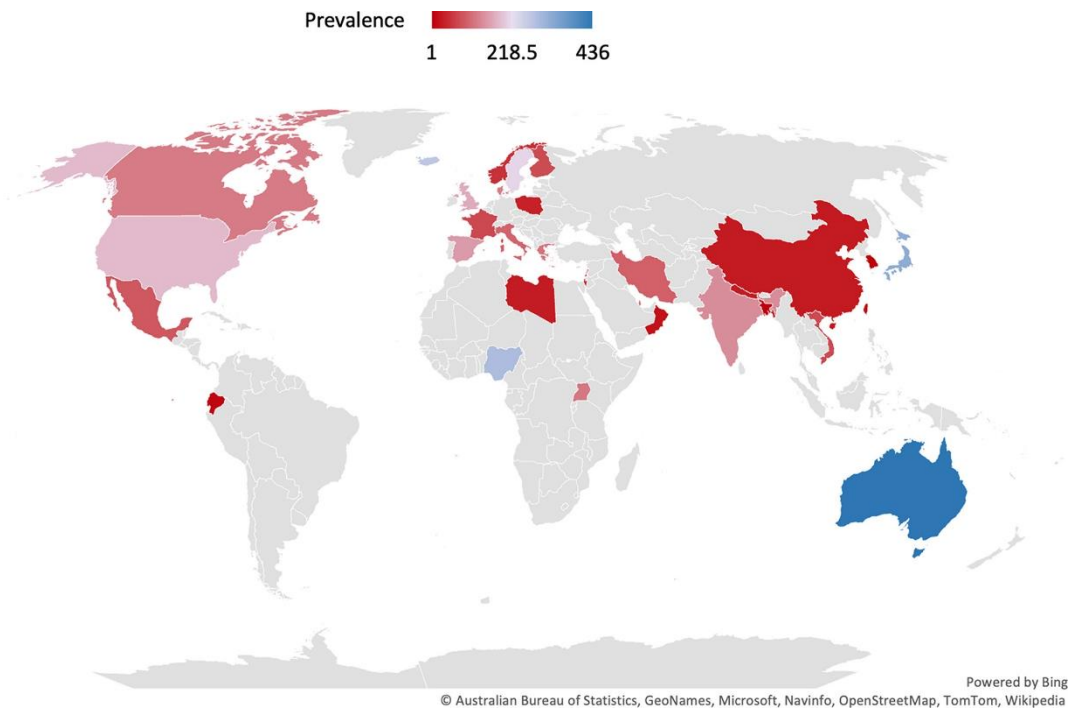 Prevalence
1 218.5 436
Powered by Bing
© Australian Bureau of Statistics, GeoNames, Microsoft, Navinfo, OpenStreetMap, TomTom, Wikipedia